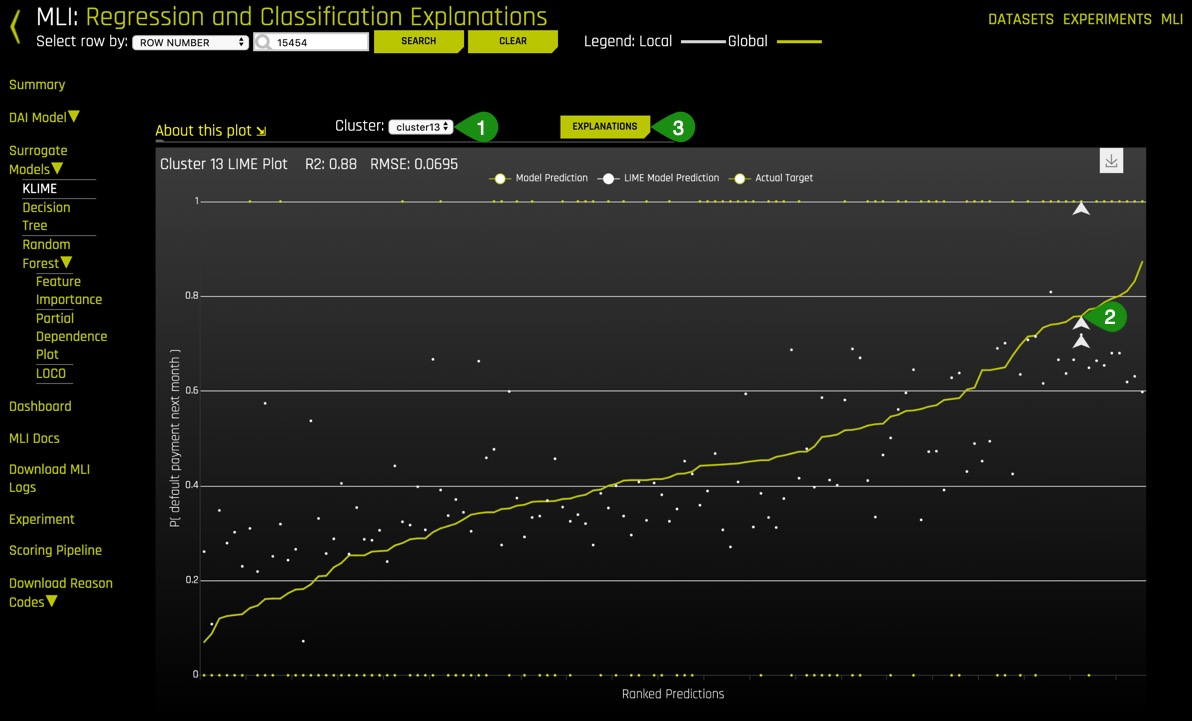 MLI: Regression and Classification Explanations
DATASETS EXPERIMENTS MLI
Select row by: ROW NUMBER 15454 SEARCH CLEAR Legend: Local Global
Summary
DAI Model
Surrogate
Models
KLIME
Decision
Tree
Random
Forest
Feature
Importance
Partial
Dependence
Plot
LOCO
Dashboard
MLI Docs
Download MLI
Logs
Experiment
Scoring Pipeline
Download Reason
Codes
About this plot Cluster: cluster13 1 EXPLANATIONS 3
Cluster 13 LIME Plot R2: 0.88 RMSE: 0.0695
Model Prediction LIME Model Prediction Actual Target
1
0.8
2
0.6
0.4
0.2
0
P( default payment next month )
Ranked Predictions